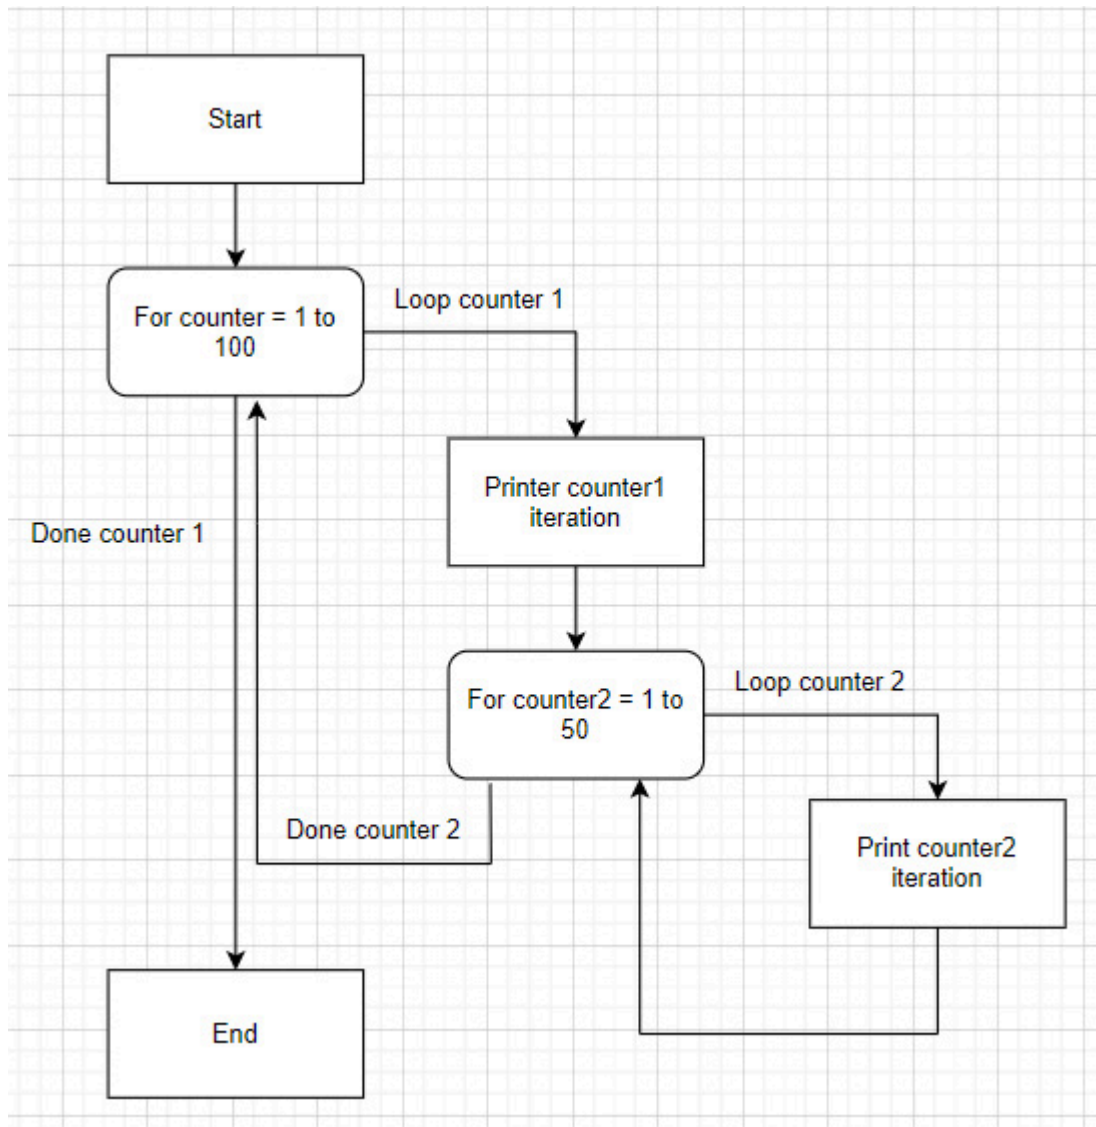 Start
For counter = 1 to
100
Loop counter 1
Printer counter1
iteration
Done counter 1
For counter2 = 1 to
50
Loop counter 2
Done counter 2
Print counter2
iteration
End